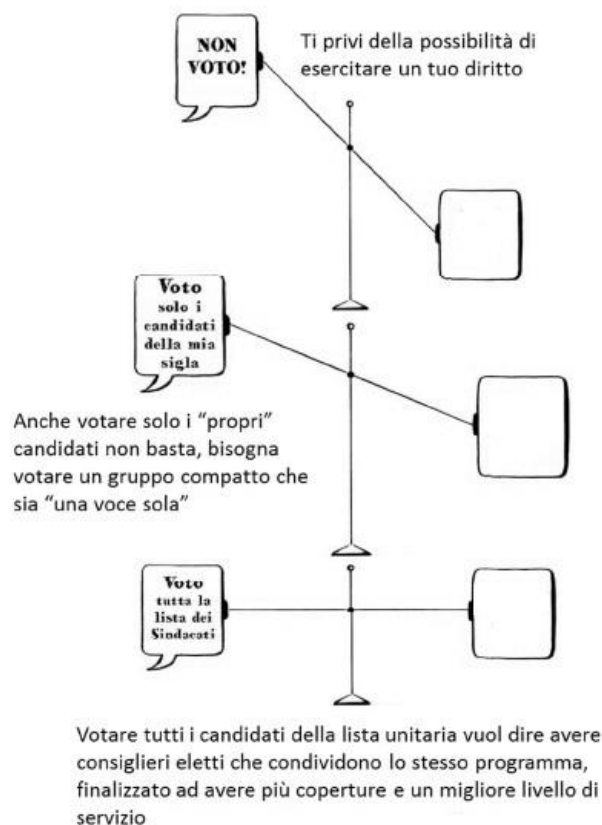 NON
VOTO!
Ti privi della possibilità di
esercitare un tuo diritto
Voto
solo i
candidati
della mia
sigla
Anche votare solo i “propri”
candidati non basta, bisogna
votare un gruppo compatto che
sia “una voce sola”
Voto
tutta la
lista dei
Sindacati
Votare tutti i candidati della lista unitaria vuol dire avere
consiglieri eletti che condividono lo stesso programma,
finalizzato ad avere più coperture e un migliore livello di
servizio